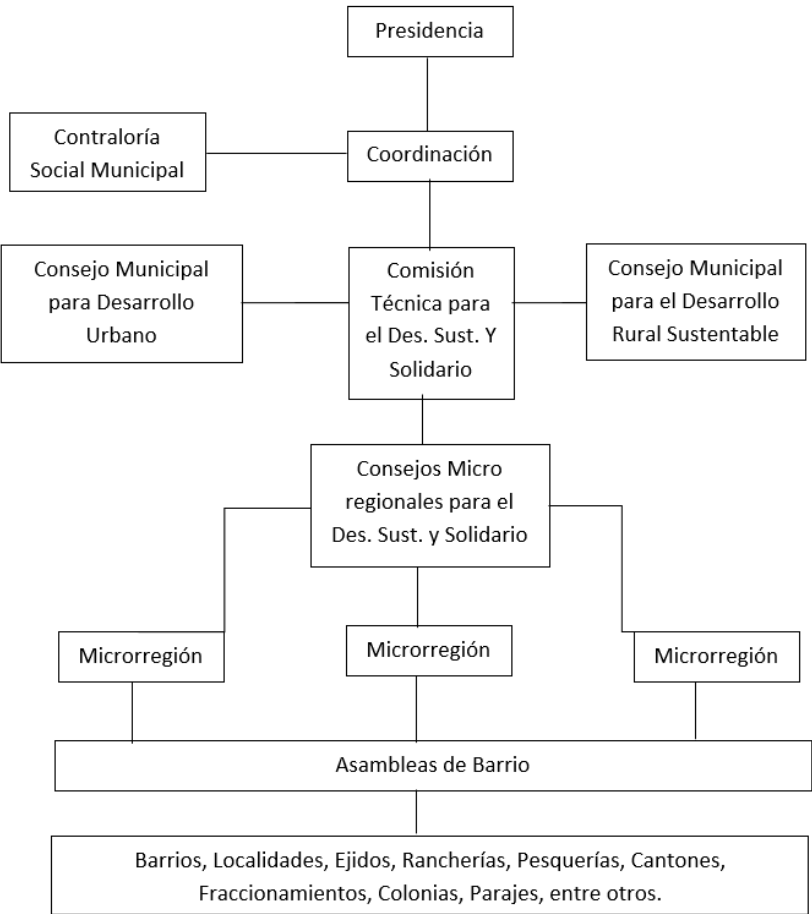 Presidencia
Contraloría
Social Municipal
Coordinación
Consejo Municipal
para Desarrollo
Urbano
Comisión
Técnica para
el Des. Sust. Y
Solidario
Consejo Municipal
para el Desarrollo
Rural Sustentable
Consejos Micro
regionales para el
Des. Sust. y Solidario
Microrregión
Microrregión
Microrregión
Asambleas de Barrio
Barrios, Localidades, Ejidos, Rancherías, Pesquerías, Cantones,
Fraccionamientos, Colonias, Parajes, entre otros.